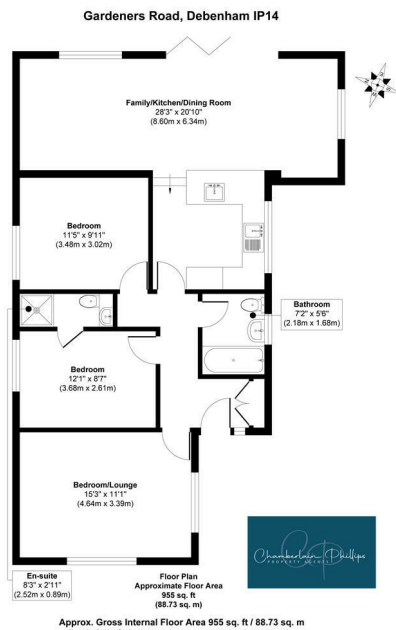 Gardeners Road, Debenham IP14
Family/Kitchen/Dining Room
28'3" x 20'10"
(8.60m x 6.34m)
Bedroom
11'5" x 9'11"
(3.48m x 3.02m)
Bathroom
7'2" x 5'6"
(2.18m x 1.68m)
Bedroom
12'1" x 8'7"
(3.68m x 2.61m)
Bedroom/Lounge
15'3" x 11'1"
(4.64m x 3.39m)
En-suite
8'3" x 2'11"
(2.52m x 0.89m)
Floor Plan
Approximate Floor Area
955 sq. ft
(88.73 sq. m)
Chamberlain Phillips
PROPERTY AGENTS
Approx. Gross Internal Floor Area 955 sq. ft / 88.73 sq. m